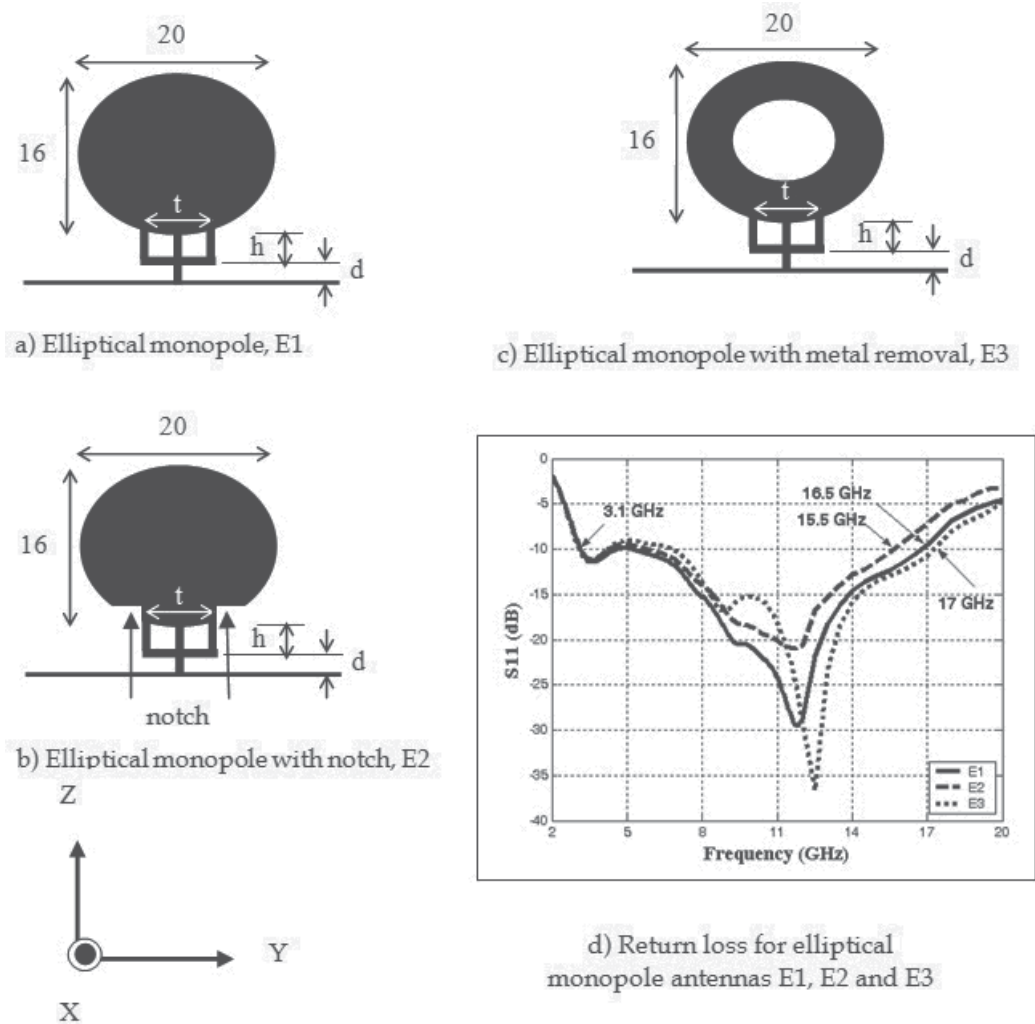 20
16
t
h
d
a) Elliptical monopole, E1
20
16
t
h
d
c) Elliptical monopole with metal removal, E3
20
16
t
h
d
notch
b) Elliptical monopole with notch, E2
Z
Y
X
S11 (dB)
0
-5
-10
-15
-20
-25
-30
-35
-40
3.1 GHz
16.5 GHz
15.5 GHz
17 GHz
E1
E2
E3
2 5 8 11 14 17 20
Frequency (GHz)
d) Return loss for elliptical
monopole antennas E1, E2 and E3